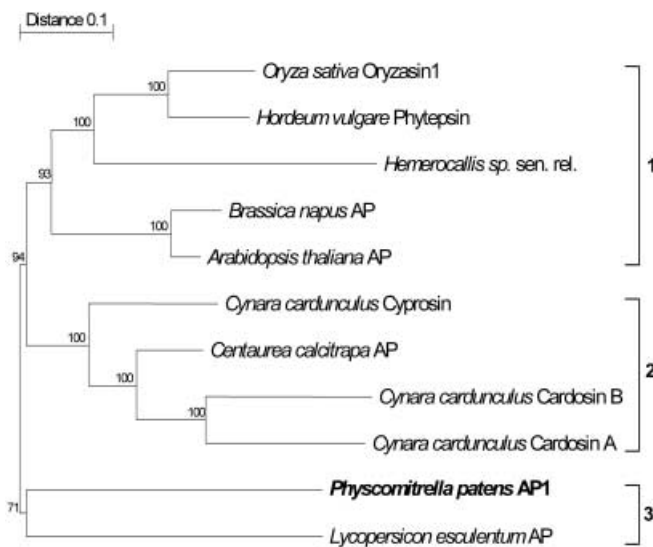 Distance 0.1
100
Oryza sativa Oryzasin1
Hordeum vulgare Phytepsin
100
Hemerocallis sp. sen. rel.
1
93
Brassica napus AP
100
Arabidopsis thaliana AP
94
Cynara cardunculus Cyprosin
100
Centaurea calcitrapa AP
100
2
Cynara cardunculus Cardosin B
100
Cynara cardunculus Cardosin A
Physcomitrella patens AP1
71
3
Lycopersicon esculentum AP